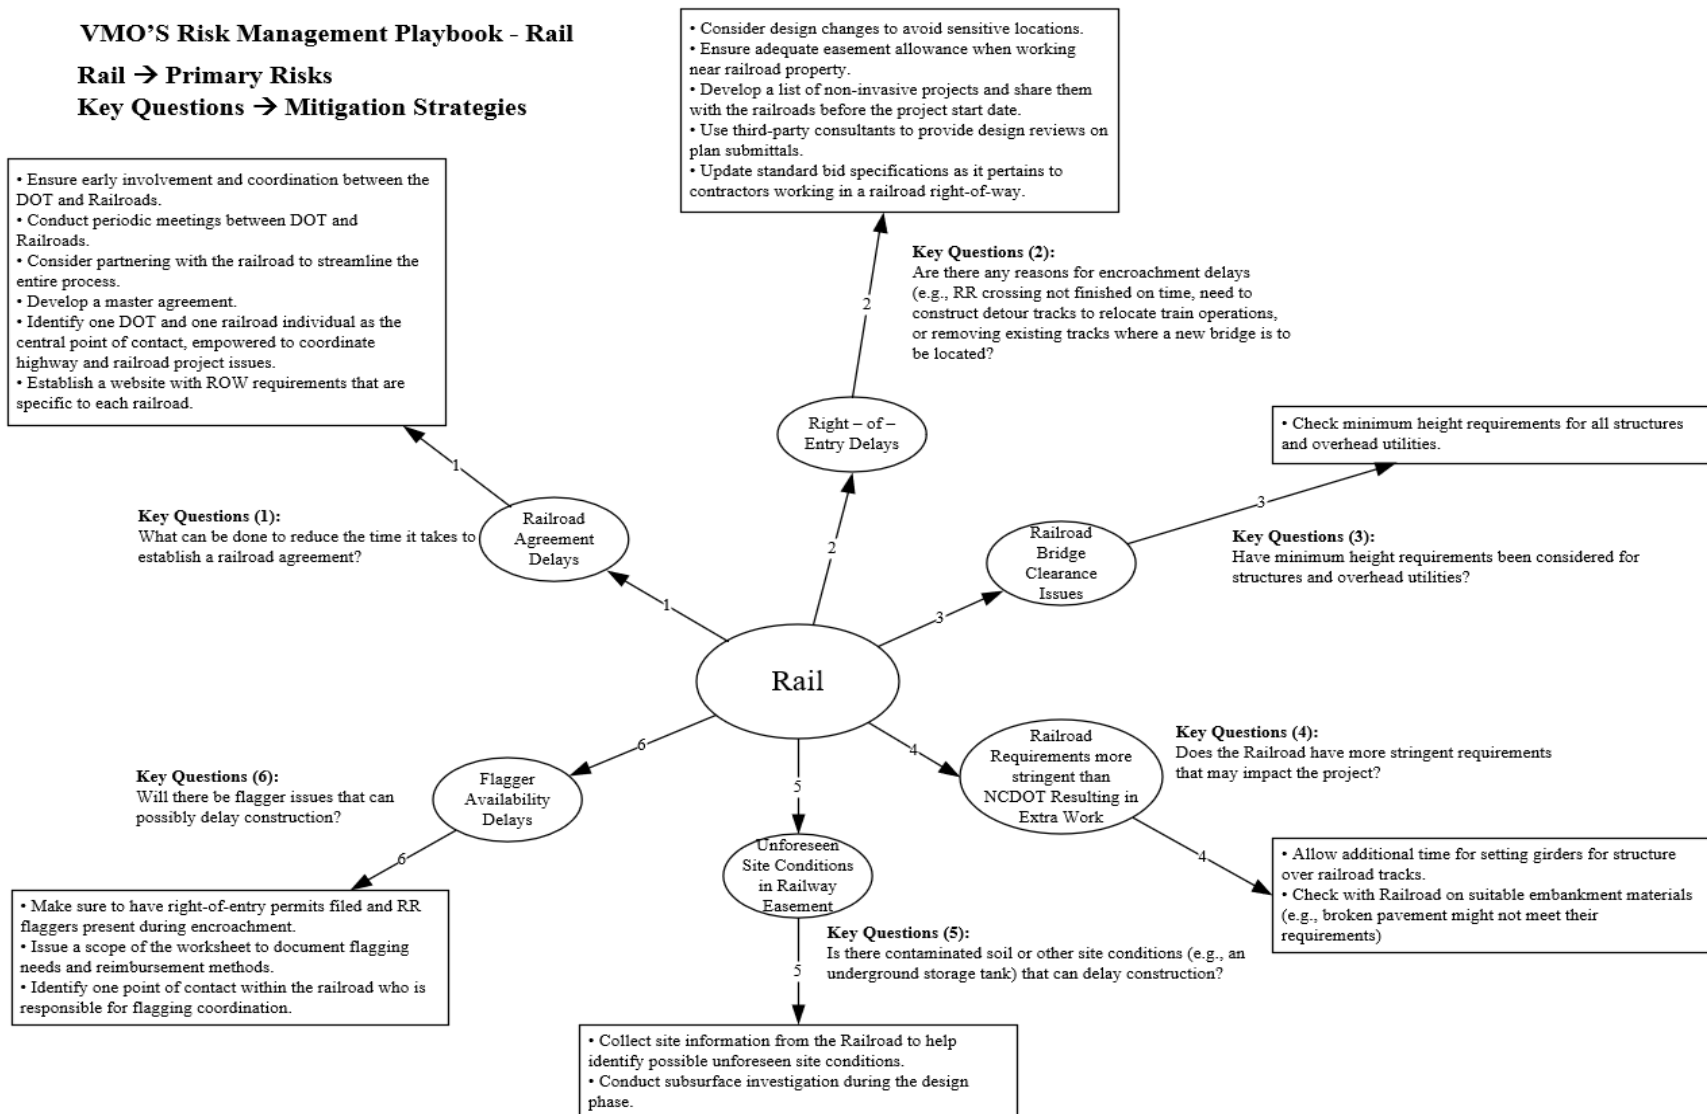 VMO'S Risk Management Playbook - Rail
Rail → Primary Risks
Key Questions → Mitigation Strategies
• Consider design changes to avoid sensitive locations.
• Ensure adequate easement allowance when working
near railroad property.
• Develop a list of non-invasive projects and share them
with the railroads before the project start date.
• Use third-party consultants to provide design reviews on
plan submittals.
• Update standard bid specifications as it pertains to
contractors working in a railroad right-of-way.
• Ensure early involvement and coordination between the
DOT and Railroads.
• Conduct periodic meetings between DOT and
Railroads.
• Consider partnering with the railroad to streamline the
entire process.
• Develop a master agreement.
• Identify one DOT and one railroad individual as the
central point of contact, empowered to coordinate
highway and railroad project issues.
• Establish a website with ROW requirements that are
specific to each railroad.
Key Questions (2):
Are there any reasons for encroachment delays
(e.g., RR crossing not finished on time, need to
construct detour tracks to relocate train operations,
or removing existing tracks where a new bridge is to
be located?
2
Right – of –
Entry Delays
2
• Check minimum height requirements for all structures
and overhead utilities.
1
Key Questions (1):
What can be done to reduce the time it takes to
establish a railroad agreement?
Railroad
Agreement
Delays
1
3
Railroad
Bridge
Clearance
Issues
Key Questions (3):
Have minimum height requirements been considered for
structures and overhead utilities?
3
Rail
6
5
4
Railroad
Requirements more
stringent than
NCDOT Resulting in
Extra Work
Key Questions (4):
Does the Railroad have more stringent requirements
that may impact the project?
4
Key Questions (6):
Will there be flagger issues that can
possibly delay construction?
Flagger
Availability
Delays
6
Unforeseen
Site Conditions
in Railway
Easement
• Allow additional time for setting girders for structure
over railroad tracks.
• Check with Railroad on suitable embankment materials
(e.g., broken pavement might not meet their
requirements)
• Make sure to have right-of-entry permits filed and RR
flaggers present during encroachment.
• Issue a scope of the worksheet to document flagging
needs and reimbursement methods.
• Identify one point of contact within the railroad who is
responsible for flagging coordination.
Key Questions (5):
Is there contaminated soil or other site conditions (e.g., an
underground storage tank) that can delay construction?
5
• Collect site information from the Railroad to help
identify possible unforeseen site conditions.
• Conduct subsurface investigation during the design
phase.